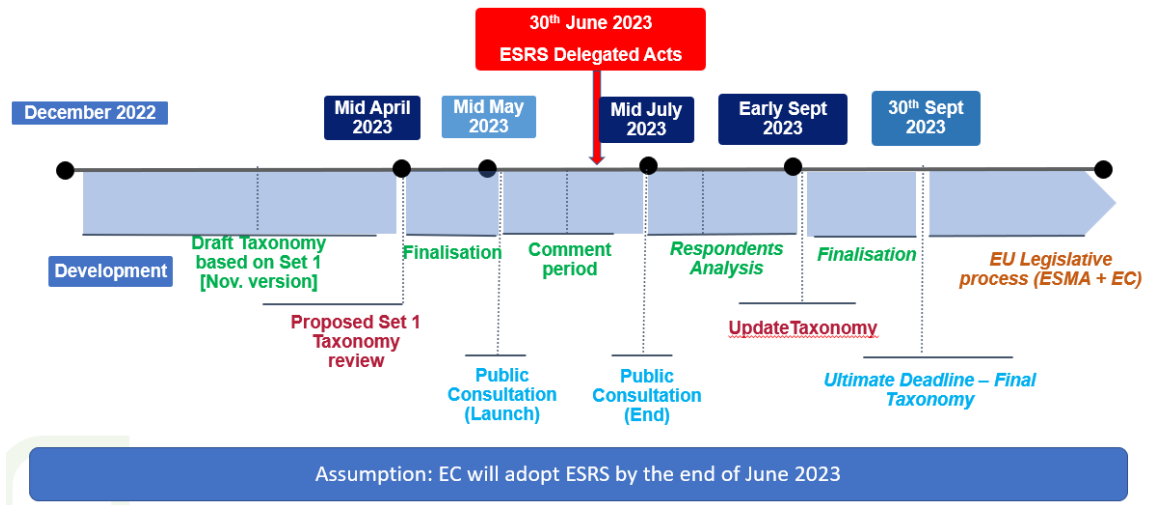 30th June 2023
ESRS Delegated Acts
December 2022
Mid April
2023
Mid May
2023
Mid July
2023
Early Sept
2023
30th Sept
2023
Development
Draft Taxonomy
based on Set 1
[Nov. version]
Finalisation
Comment
period
Respondents
Analysis
Finalisation
EU Legislative
process (ESMA + EC)
Proposed Set 1
Taxonomy
review
UpdateTaxonomy
Public
Consultation
(Launch)
Public
Consultation
(End)
Ultimate Deadline – Final
Taxonomy
Assumption: EC will adopt ESRS by the end of June 2023